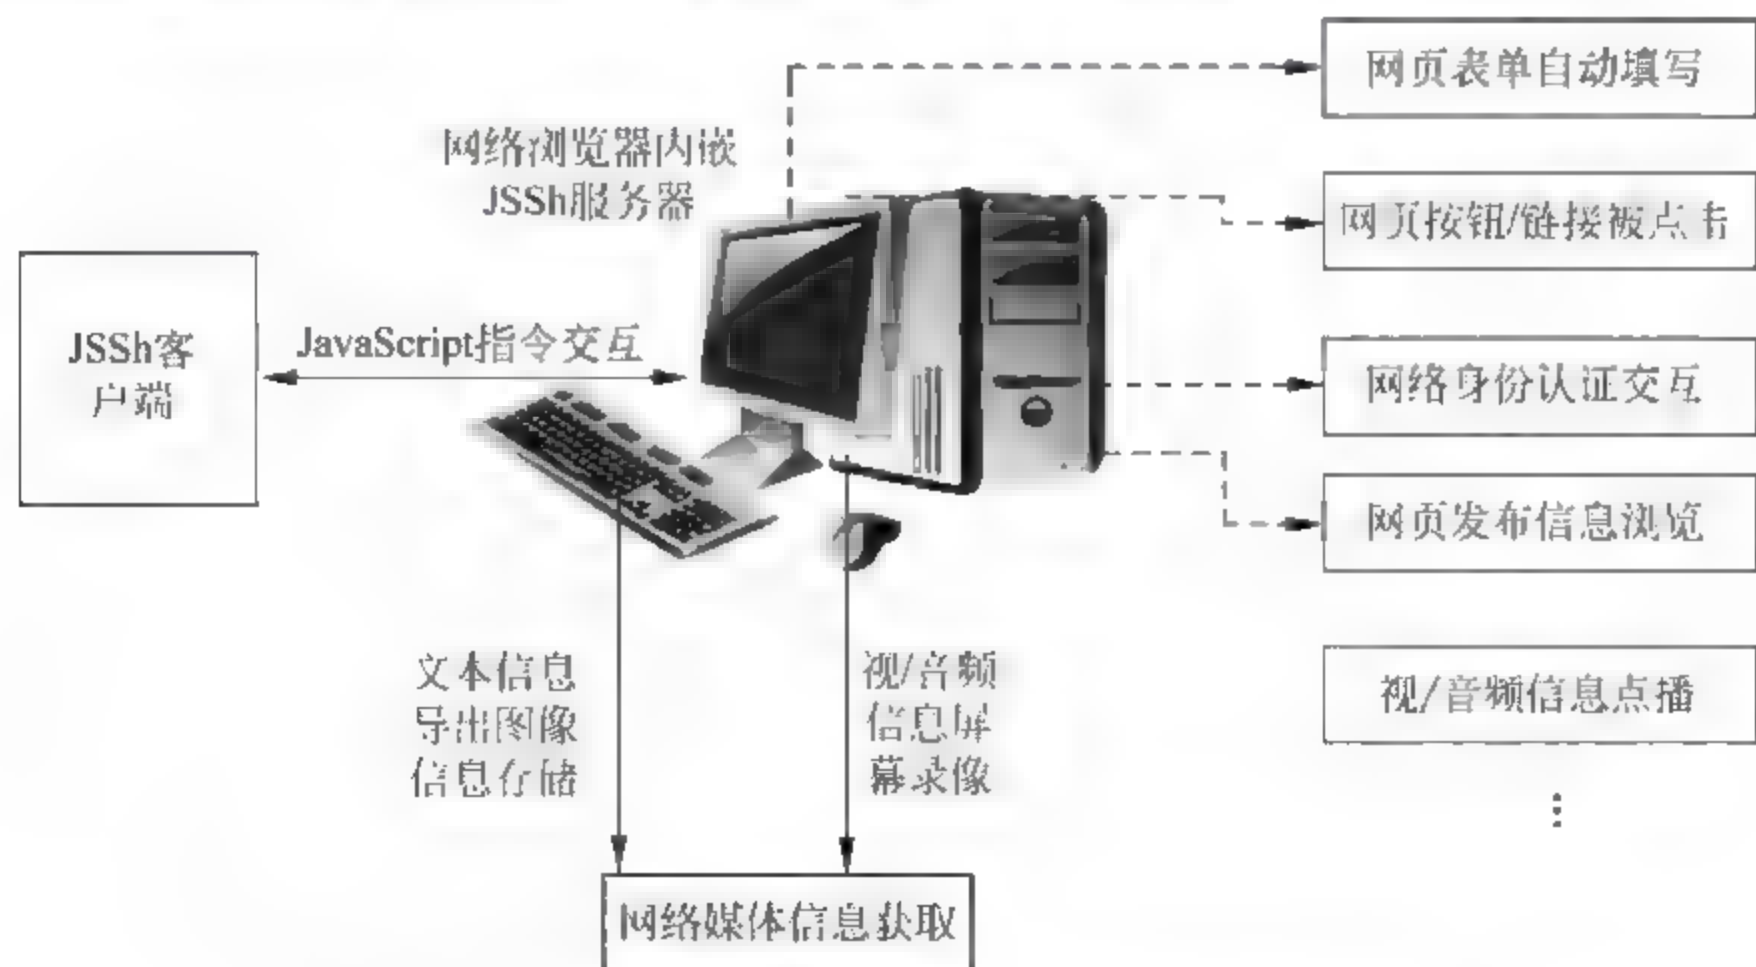 网页表单自动填写
网络浏览器内嵌
JSSh服务器
网页按钮/链接被点击
JSSh客
户端
JavaScript指令交互
网络身份认证交互
网页发布信息浏览
文本信息
导出图像
信息存储
视/音频
信息屏
幕录像
视/音频信息点播
网络媒体信息获取